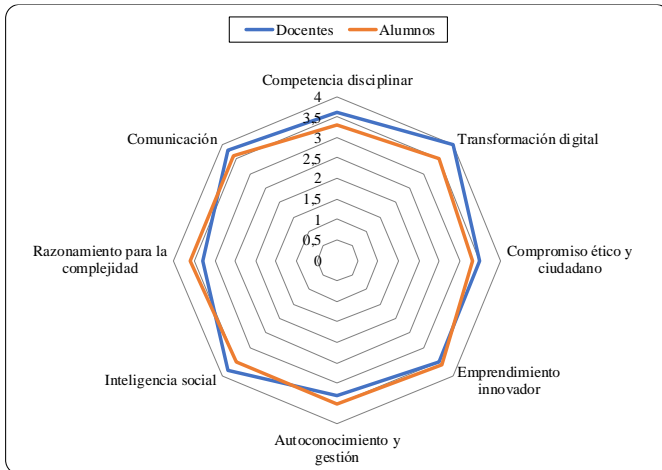 Docentes Alumnos
Competencia disciplinar
4
3,5
3
2,5
2
1,5
1
0,5
0
Transformación digital
Compromiso ético y
ciudadano
Emprendimiento
innovador
Autoconocimiento y
gestión
Inteligencia social
Razonamiento para la
complejidad
Comunicación